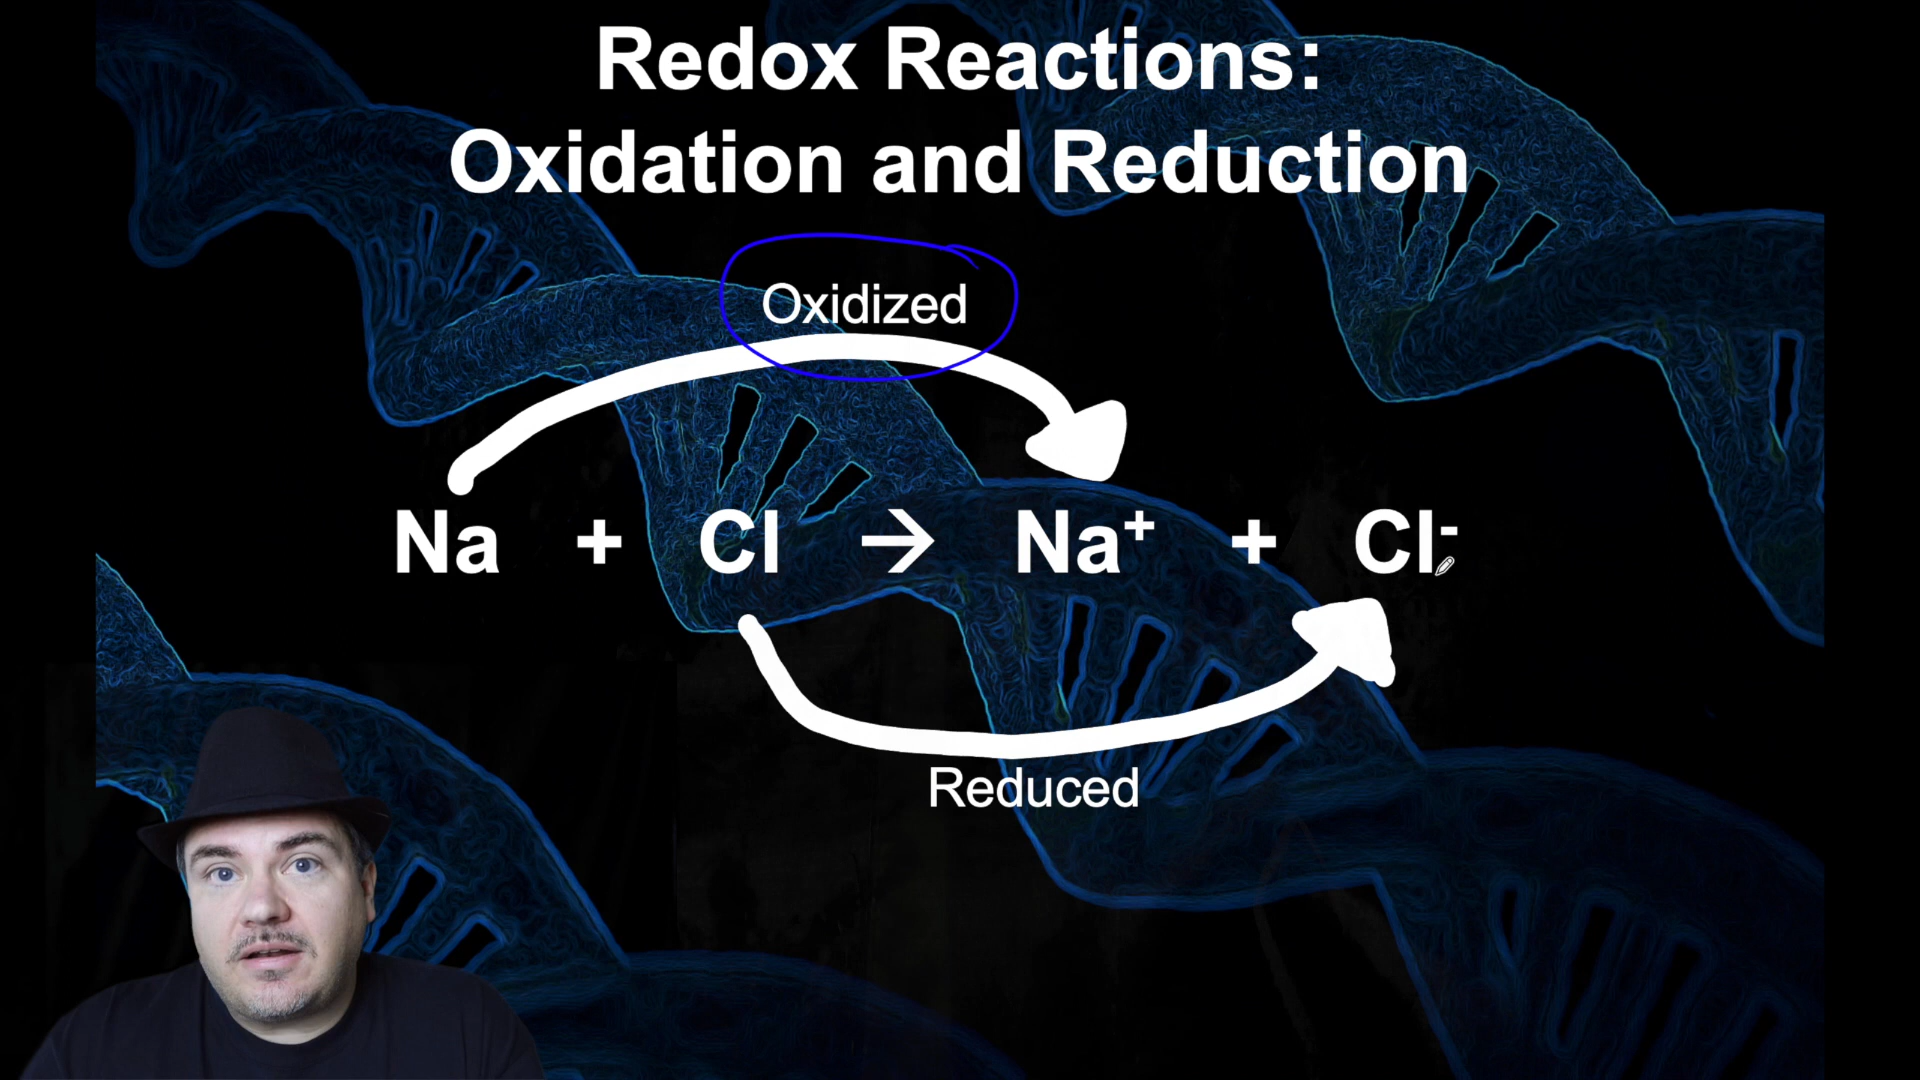 Redox Reactions:
Oxidation and Reduction
Oxidized
Na + Cl → Na⁺ + Cl⁻
Reduced